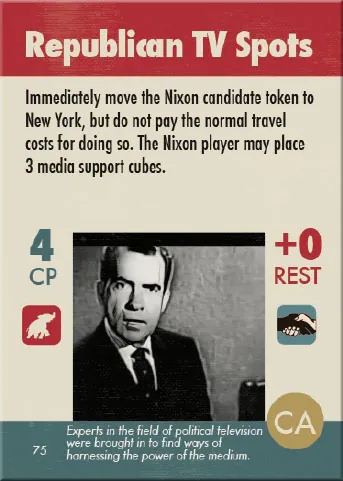 Republican TV Spots
Immediately move the Nixon candidate token to
New York, but do not pay the normal travel
costs for doing so. The Nixon player may place
3 media support cubes.
4
CP
+0
REST
CA
75
Experts in the field of political television
were brought in to find ways of
harnessing the power of the medium.